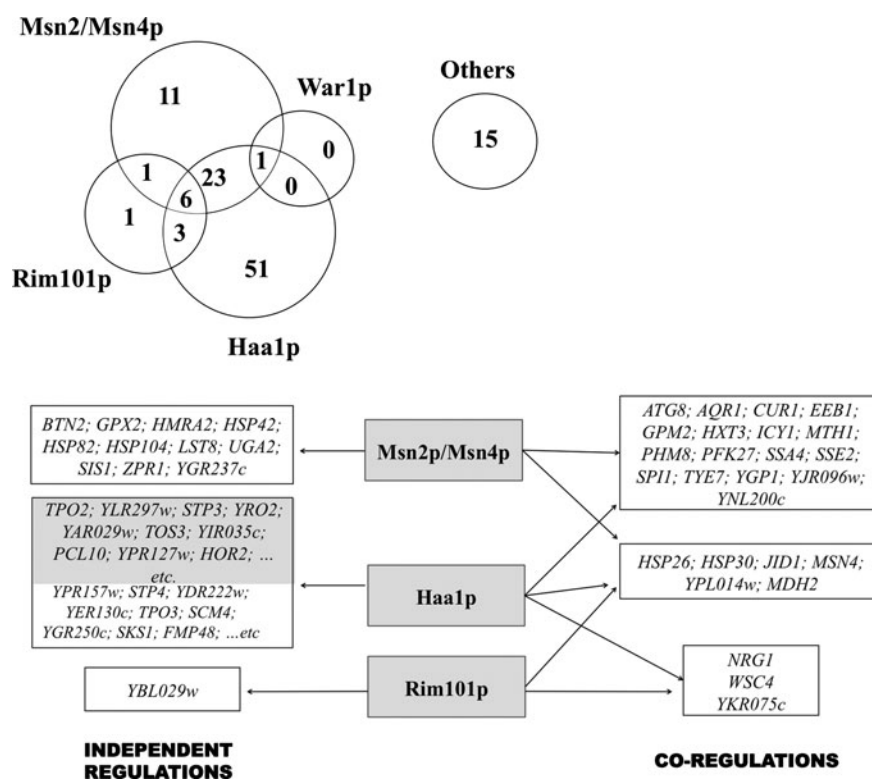 Msn2/Msn4p
11
War1p
Others
15
0
1
23
1
0
6
1
3
51
Rim101p
Haa1p
BTN2; GPX2; HMRA2; HSP42;
HSP82; HSP104; LST8; UGA2;
SIS1; ZPR1; YGR237c
Msn2p/Msn4p
ATG8; AQR1; CUR1; EEB1;
GPM2; HXT3; ICY1; MTH1;
PHM8; PFK27; SSA4; SSE2;
SPI1; TYE7; YGP1; YJR096w;
YNL200c
TPO2; YLR297w; STP3; YRO2;
YAR029w; TOS3; YIR035c;
PCL10; YPR127w; HOR2; ...
etc.
YPR157w; STP4; YDR222w;
YER130c; TPO3; SCM4;
YGR250c; SKS1; FMP48; ...etc
Haa1p
HSP26; HSP30; JID1; MSN4;
YPL014w; MDH2
YBL029w
Rim101p
NRG1
WSC4
YKR075c
INDEPENDENT
REGULATIONS
CO-REGULATIONS